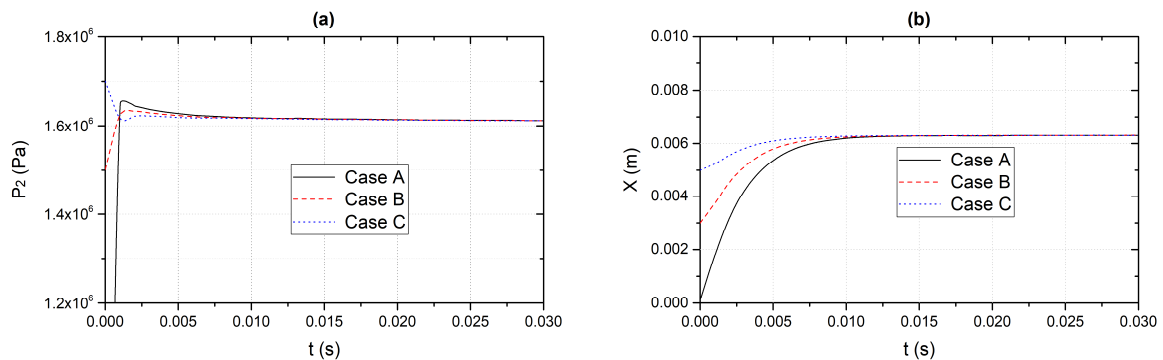 (a)
1.8x10⁶
1.6x10⁶
1.4x10⁶
1.2x10⁶
P₂ (Pa)
Case A
Case B
Case C
0.000 0.005 0.010 0.015 0.020 0.025 0.030
t (s)
(b)
0.010
0.008
0.006
0.004
0.002
0.000
X (m)
Case A
Case B
Case C
0.000 0.005 0.010 0.015 0.020 0.025 0.030
t (s)